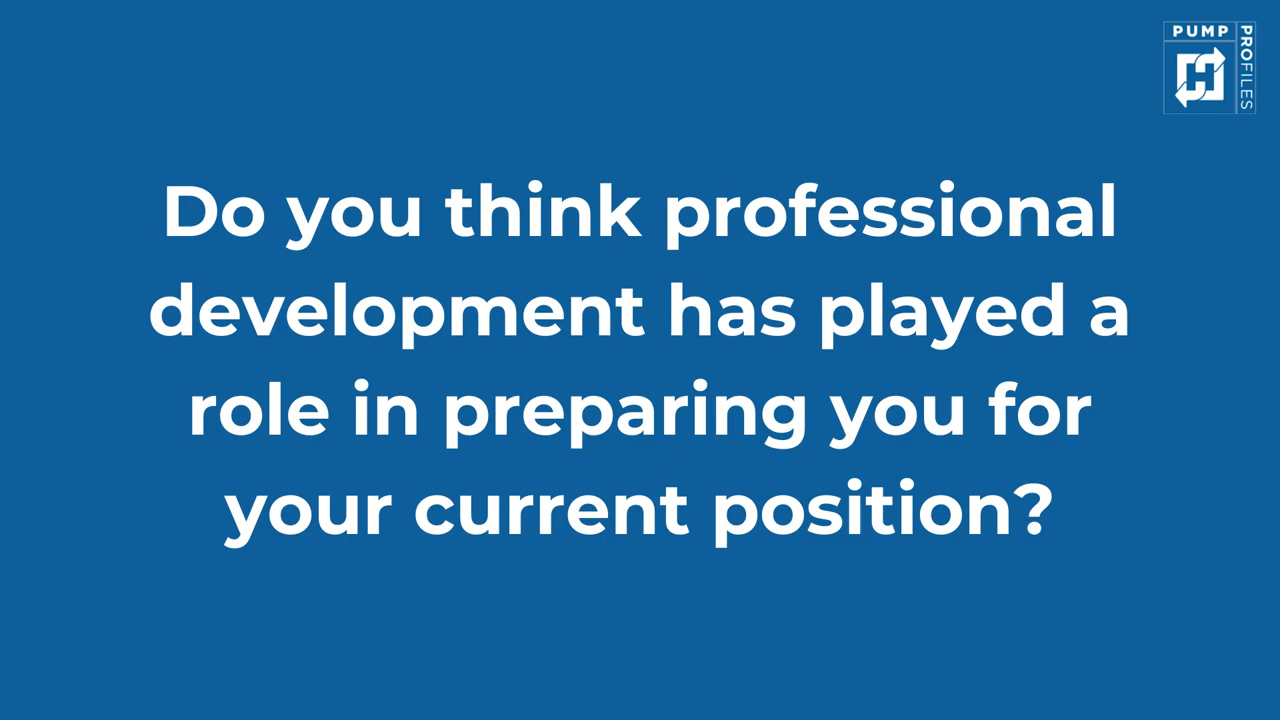 PUMP
PROFILES
H
Do you think professional
development has played a
role in preparing you for
your current position?